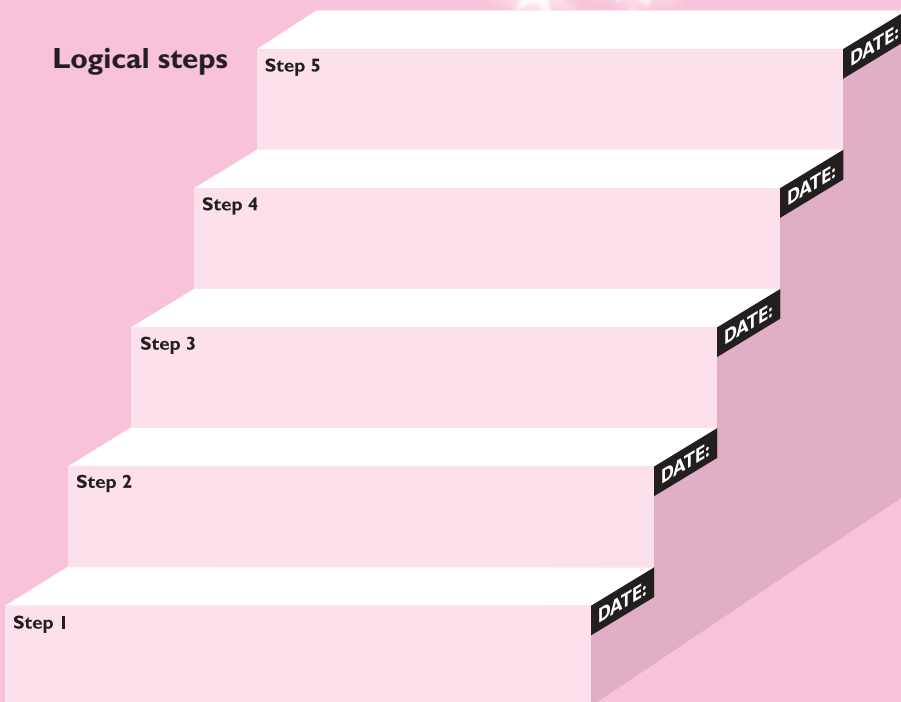 Logical steps
Step 5
DATE:
Step 4
DATE:
Step 3
DATE:
Step 2
DATE:
Step 1
DATE: